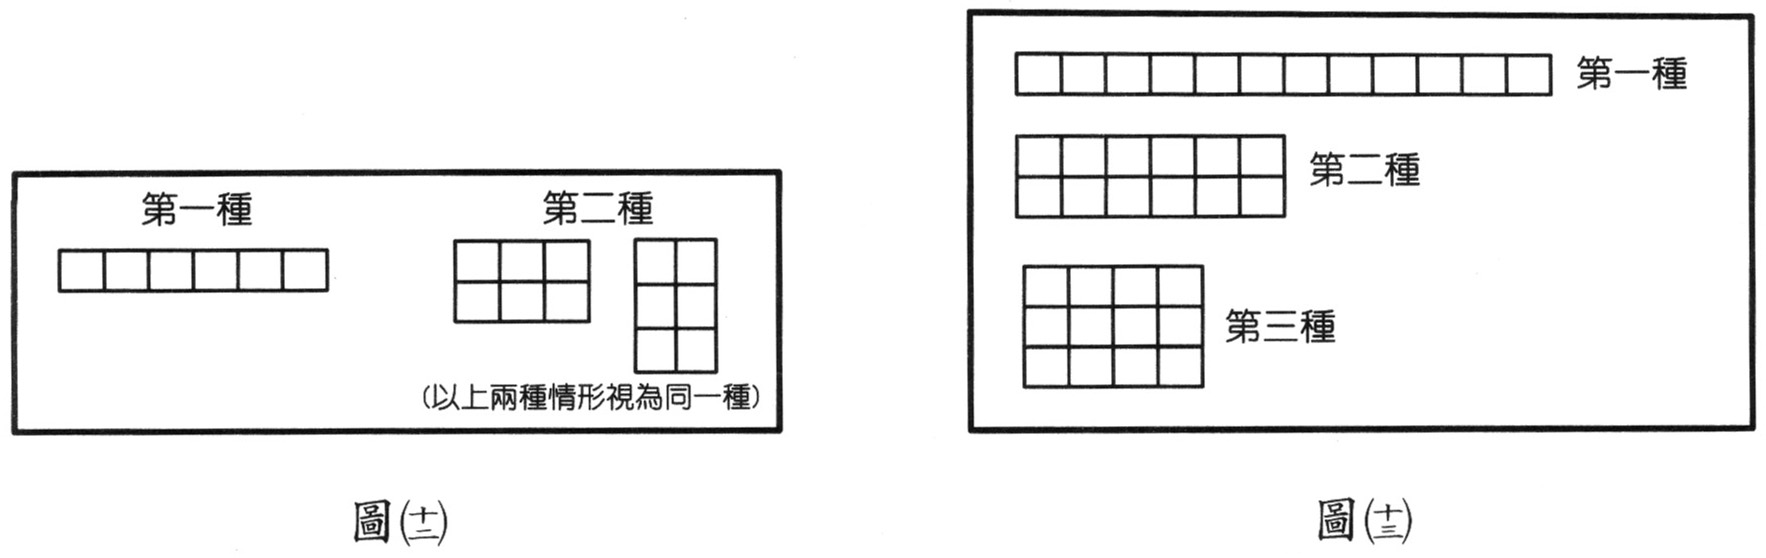 第一種
第二種
(以上兩種情形視為同一種)
圖(十二)
第一種
第二種
第三種
圖(十三)